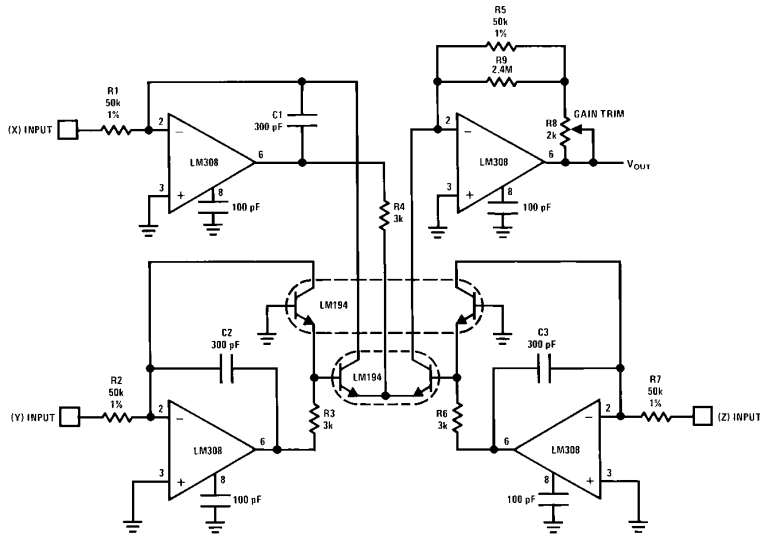 R5
50k
1%
R9
2.4M
R1
50k
1%
(X) INPUT
2
−
LM308
6
3
+
8
100 pF
C1
300 pF
R4
3k
2
−
LM308
6
3
+
8
100 pF
R8
2k
GAIN TRIM
VOUT
LM194
LM194
C2
300 pF
R2
50k
1%
(Y) INPUT
2
−
LM308
6
3
+
8
100 pF
R3
3k
R6
3k
C3
300 pF
R7
50k
1%
(Z) INPUT
2
−
LM308
6
3
+
8
100 pF